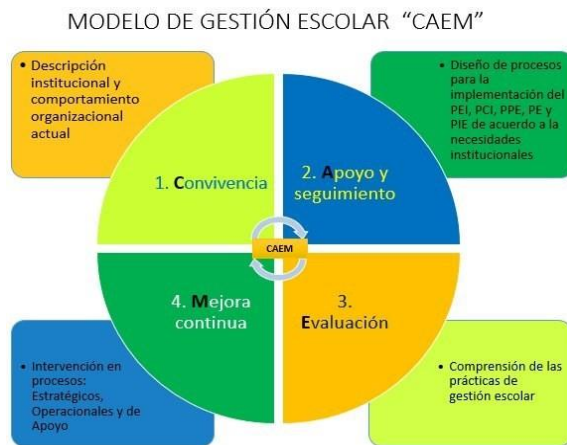 MODELO DE GESTIÓN ESCOLAR “CAEM”
• Descripción
institucional y
comportamiento
organizacional
actual
• Diseño de procesos
para la
implementación del
PEI, PCI, PPE, PE y
PIE de acuerdo a la
necesidades
institucionales
1. Convivencia
2. Apoyo y
seguimiento
CAEM
4. Mejora
continua
3.
Evaluación
• Intervención en
procesos:
Estratégicos,
Operacionales y de
Apoyo
• Comprensión de las
prácticas de
gestión escolar